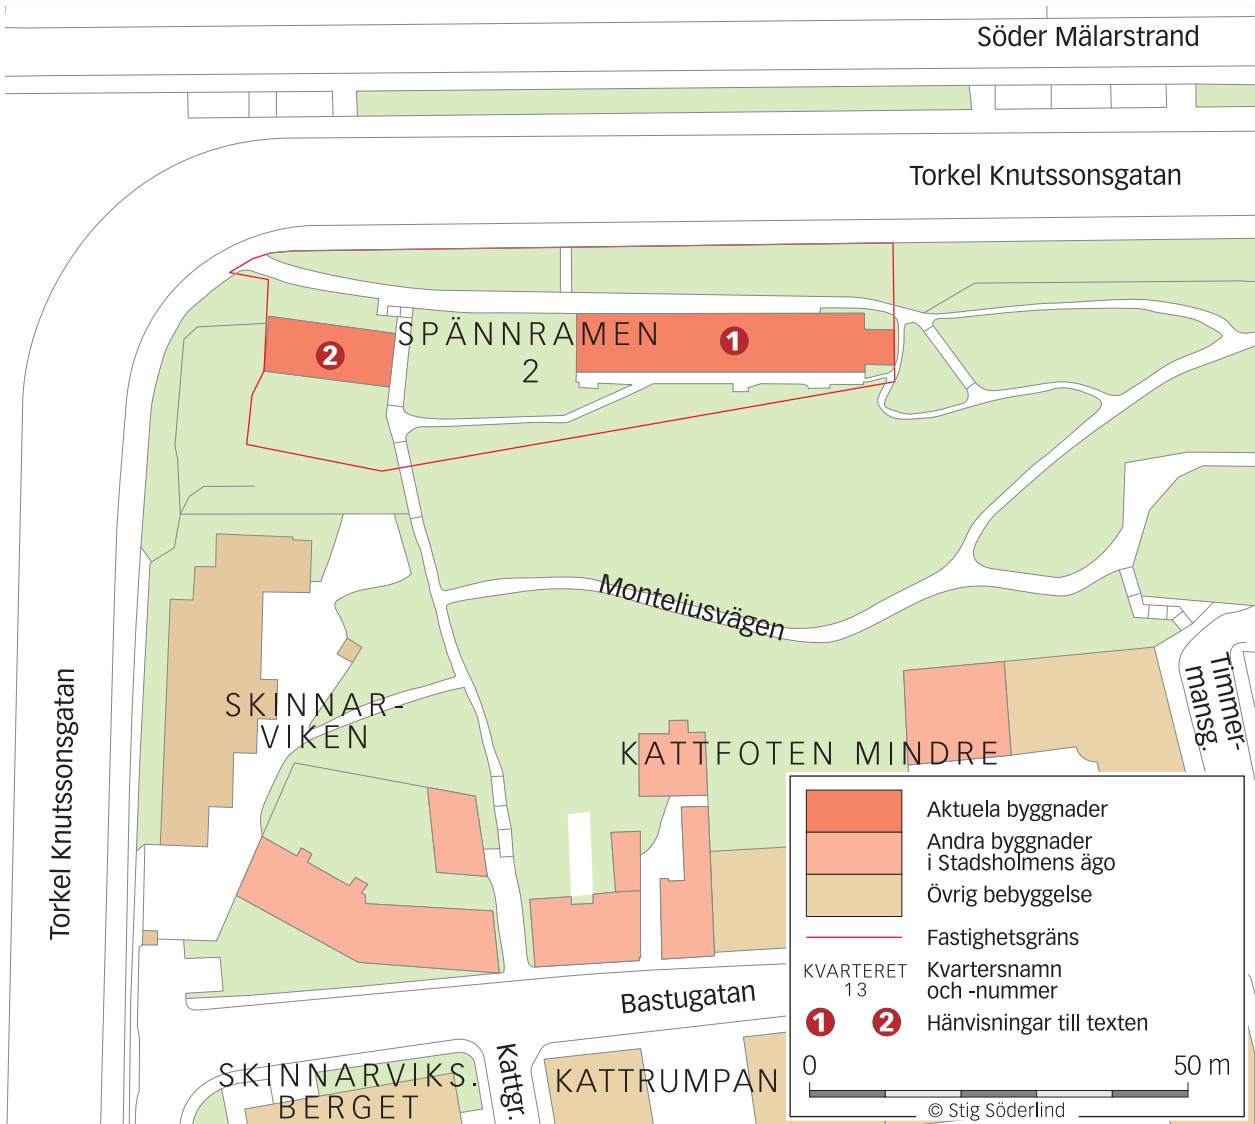 Söder Mälarstrand
Torkel Knutssonsgatan
SPÄNNRAMEN
2
1
2
Monteliusvägen
Torkel Knutssonsgatan
SKINNAR-
VIKEN
KATTFOTEN MINDRE
Timmer-
mansg.
Bastugatan
Kattgr.
SKINNARVIKS.
BERGET
KATTRUMPAN
Aktuela byggnader
Andra byggnader
i Stadsholmens ägo
Övrig bebyggelse
Fastighetsgräns
KVARTERET
13
Kvartersnamn
och -nummer
1 2 Hänvisningar till texten
0 50 m
© Stig Söderlind